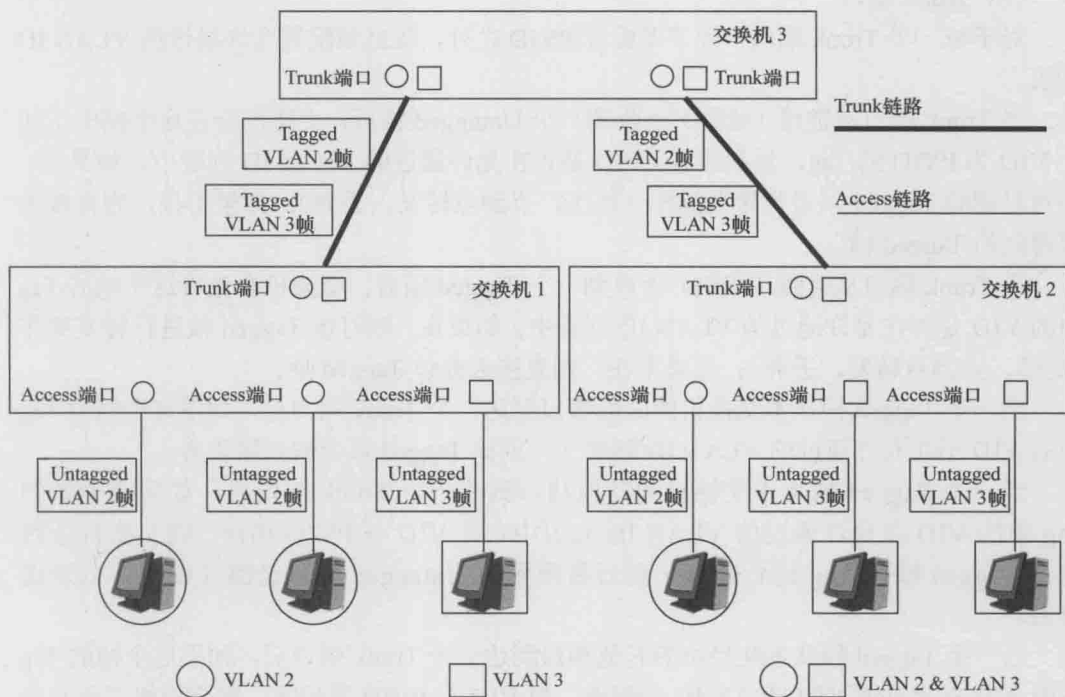 交换机 3
Trunk端口
Trunk端口
Trunk链路
Tagged
VLAN 2帧
Tagged
VLAN 2帧
Access链路
Tagged
VLAN 3帧
Tagged
VLAN 3帧
Trunk端口
交换机 1
Trunk端口
交换机 2
Access端口
Access端口
Access端口
Access端口
Access端口
Access端口
Untagged
VLAN 2帧
Untagged
VLAN 2帧
Untagged
VLAN 3帧
Untagged
VLAN 2帧
Untagged
VLAN 3帧
Untagged
VLAN 3帧
VLAN 2
VLAN 3
VLAN 2 & VLAN 3